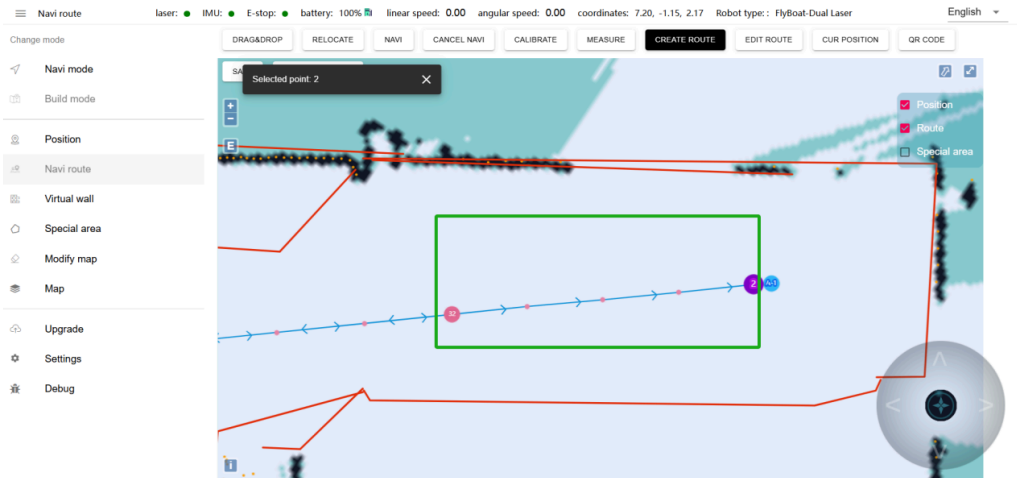 Navi route
laser: IMU: E-stop: battery: 100% linear speed: 0.00 angular speed: 0.00 coordinates: 7.20, -1.15, 2.17 Robot type: : FlyBoat-Dual Laser
English
Change mode
Navi mode
Build mode
Position
Navi route
Virtual wall
Special area
Modify map
Map
Upgrade
Settings
Debug
DRAG&DROP RELOCATE NAVI CANCEL NAVI CALIBRATE MEASURE CREATE ROUTE EDIT ROUTE CUR POSITION QR CODE
Selected point: 2
+
−
E
Position
Route
Special area
32
2
i